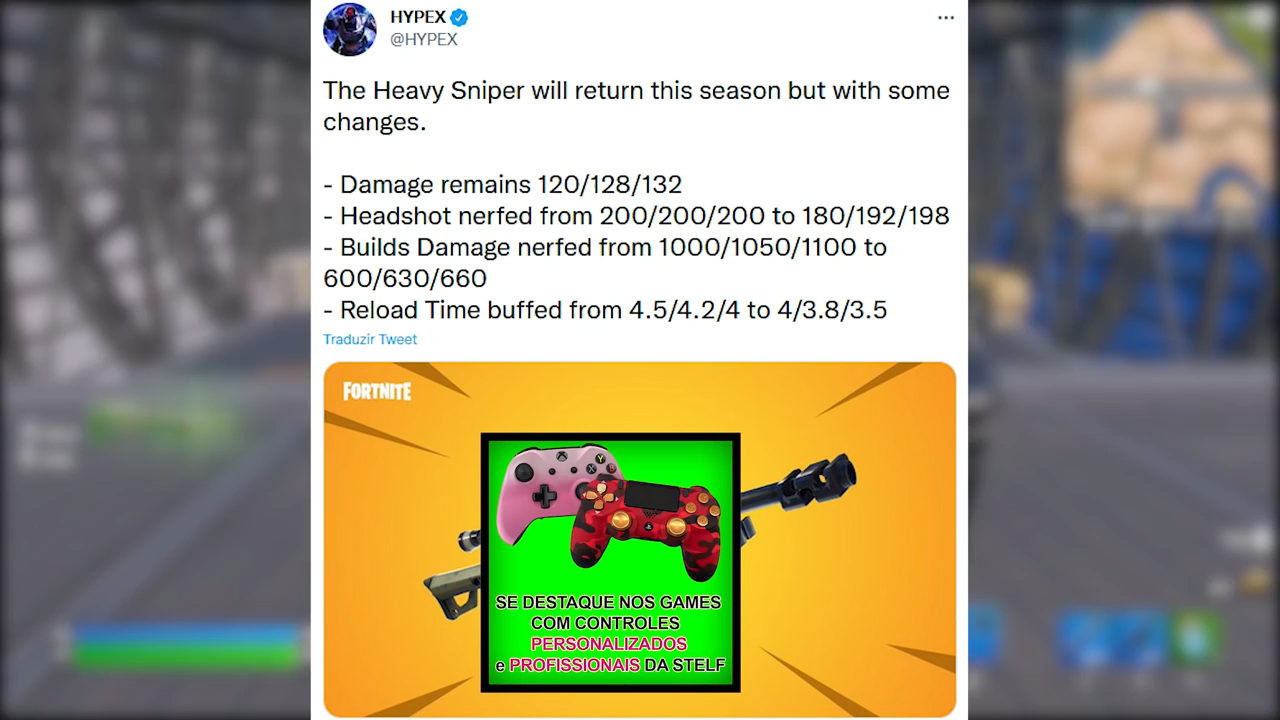 HYPEX
@HYPEX
The Heavy Sniper will return this season but with some
changes.
- Damage remains 120/128/132
- Headshot nerfed from 200/200/200 to 180/192/198
- Builds Damage nerfed from 1000/1050/1100 to
600/630/660
- Reload Time buffed from 4.5/4.2/4 to 4/3.8/3.5
Traduzir Tweet
FORTNITE
Y
X
B
SE DESTAQUE NOS GAMES
COM CONTROLES
PERSONALIZADOS
e PROFISSIONAIS DA STELF